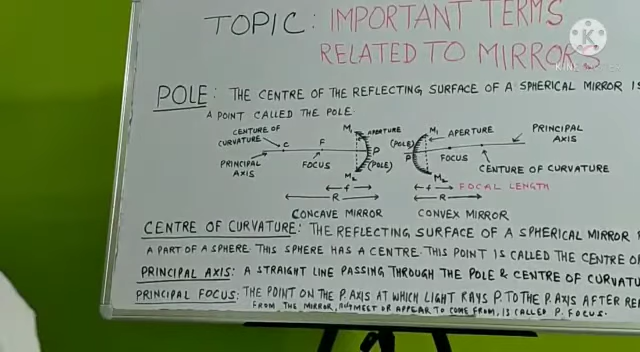 TOPIC: IMPORTANT TERMS
RELATED TO MIRRORS
POLE: THE CENTRE OF THE REFLECTING SURFACE OF A SPHERICAL MIRROR IS
A POINT CALLED THE POLE.
CENTURE OF CURVATURE
C
F
M1
APERTURE
P
(POLE)
PRINCIPAL AXIS
FOCUS
M2
f
R
CONCAVE MIRROR
M1
APERTURE
PRINCIPAL AXIS
(POLE)
P
FOCUS
CENTURE OF CURVATURE
M2
f
FOCAL LENGTH
R
CONVEX MIRROR
CENTRE OF CURVATURE: THE REFLECTING SURFACE OF A SPHERICAL MIRROR
A PART OF A SPHERE. THIS SPHERE HAS A CENTRE. THIS POINT IS CALLED THE CENTRE OF
PRINCIPAL AXIS: A STRAIGHT LINE PASSING THROUGH THE POLE & CENTRE OF CURVATU
PRINCIPAL FOCUS: THE POINT ON THE P. AXIS AT WHICH LIGHT RAYS P. TO THE P. AXIS AFTER RE
FROM THE MIRROR, MEET OR APPEAR TO COME FROM, IS CALLED P. FOCUS.